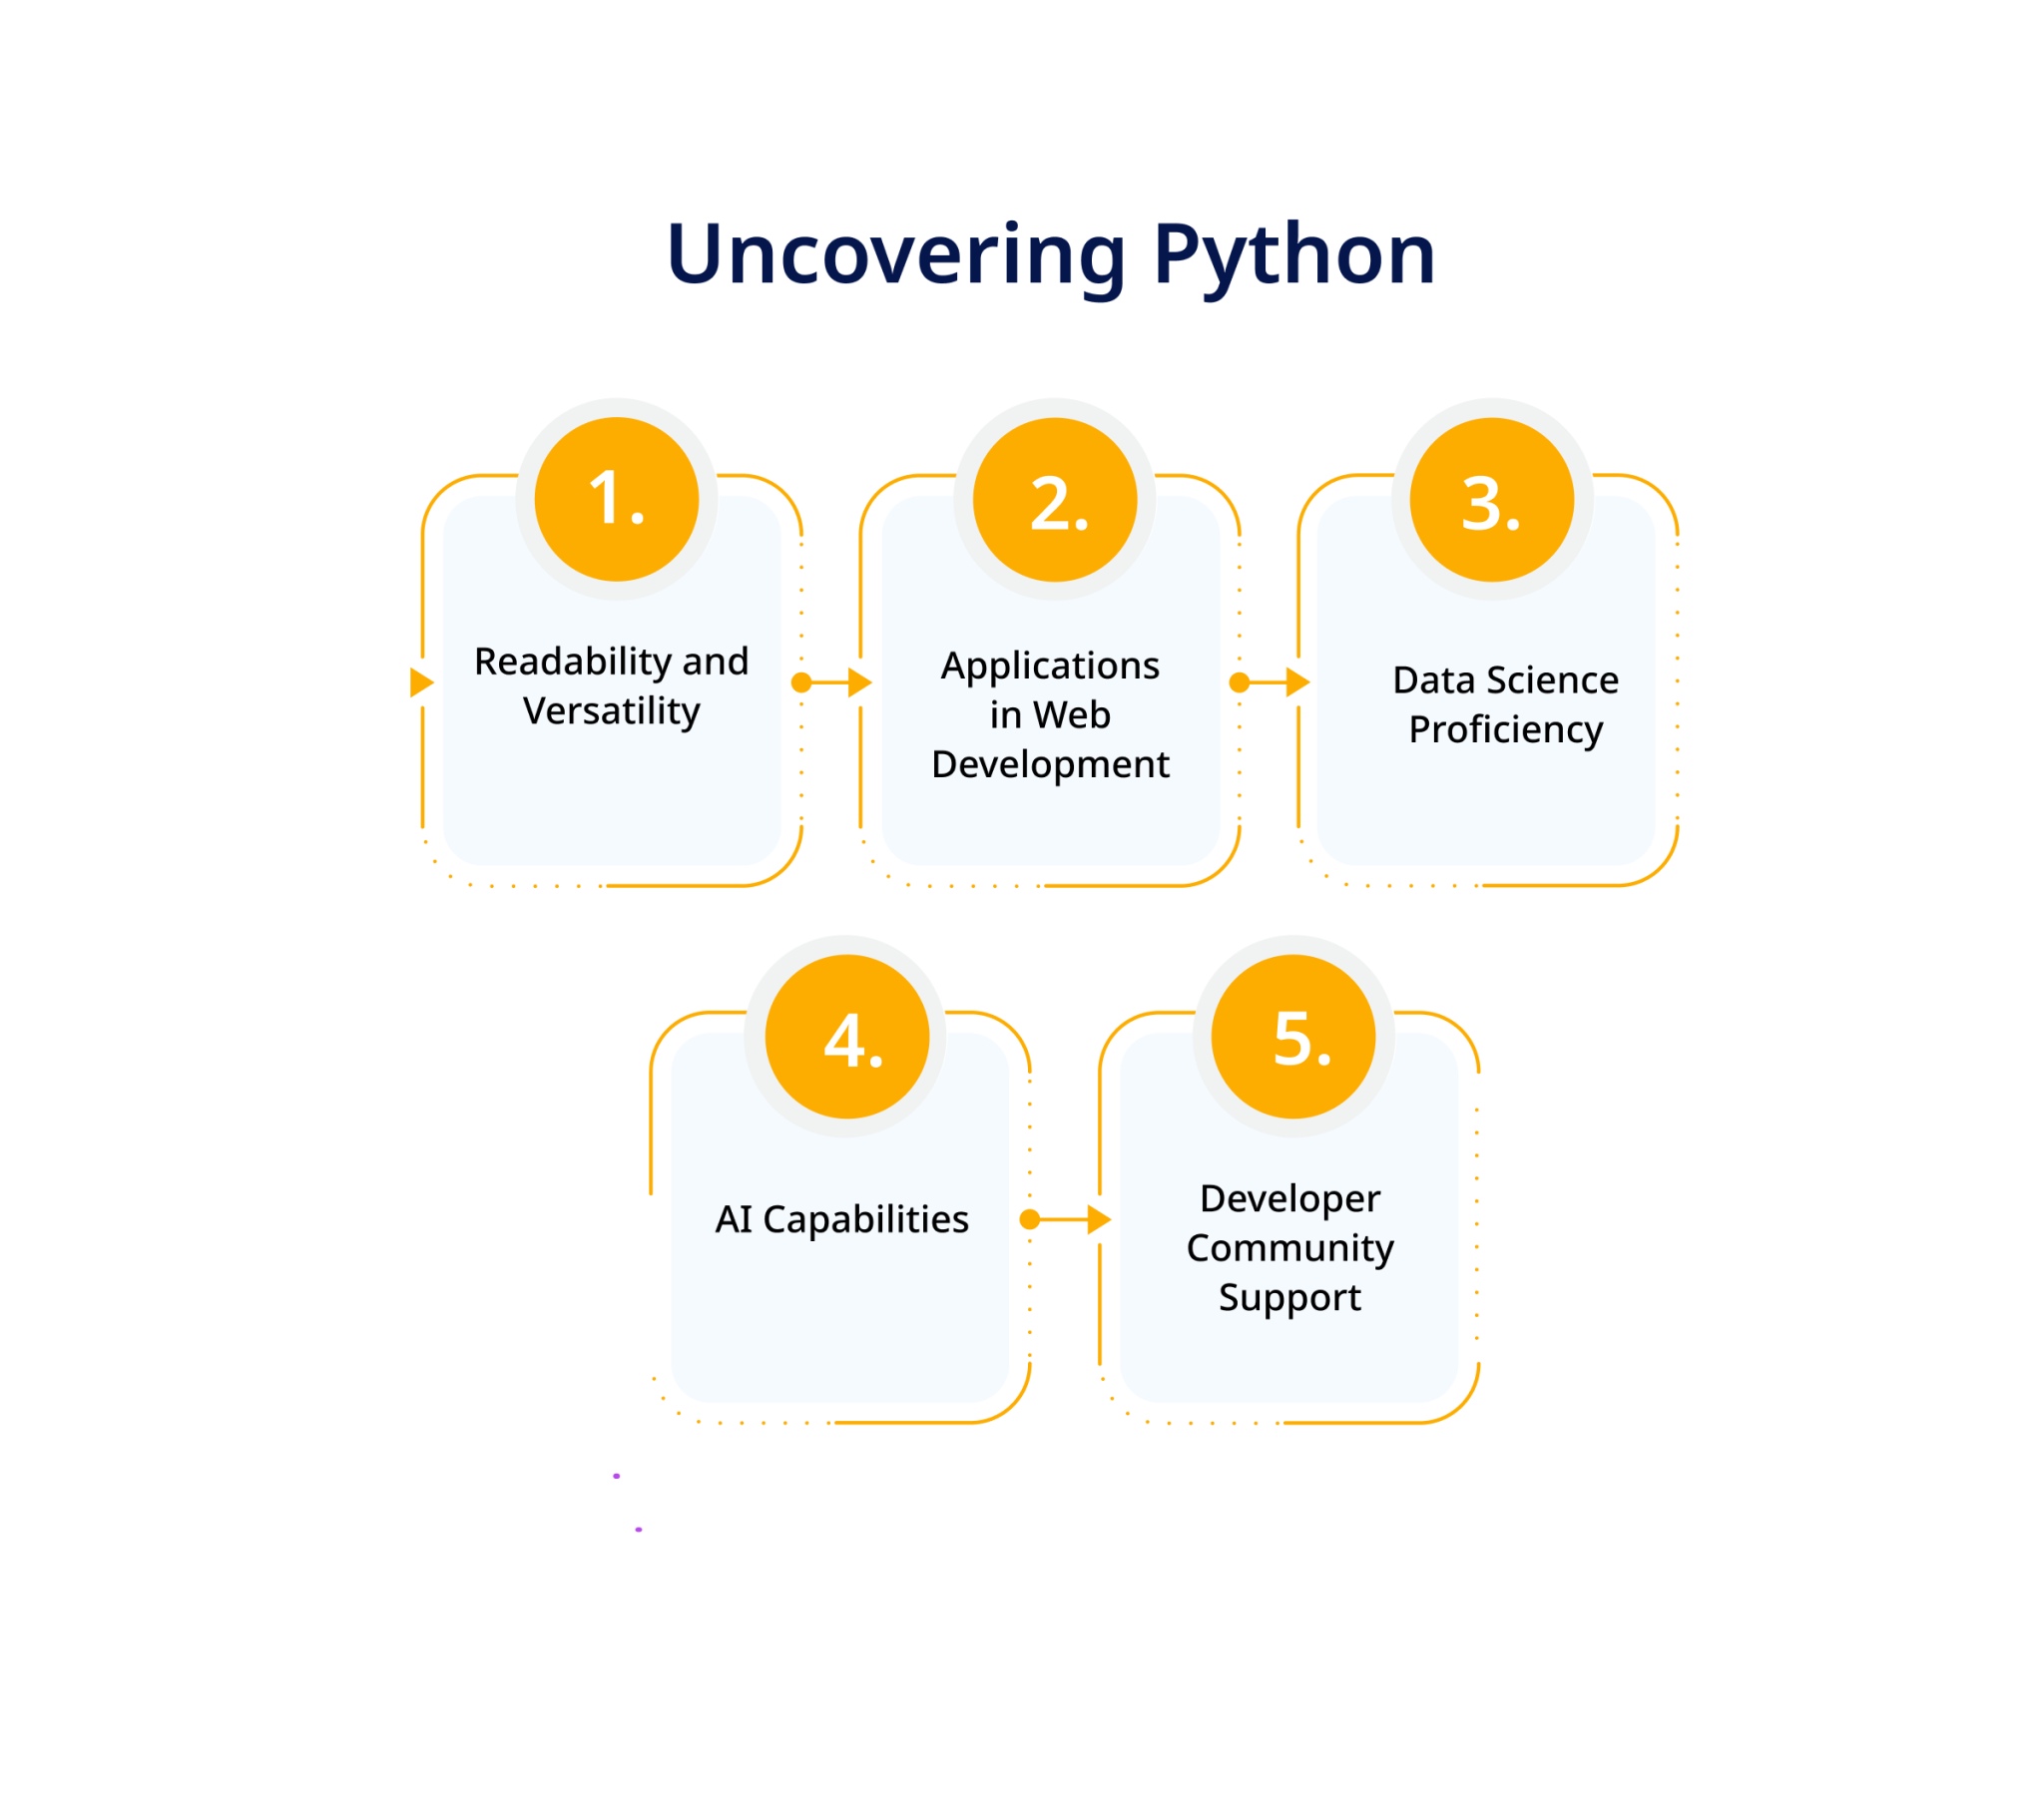 Uncovering Python
1.
Readability and
Versatility
2.
Applications
in Web
Development
3.
Data Science
Proficiency
4.
AI Capabilities
5.
Developer
Community
Support